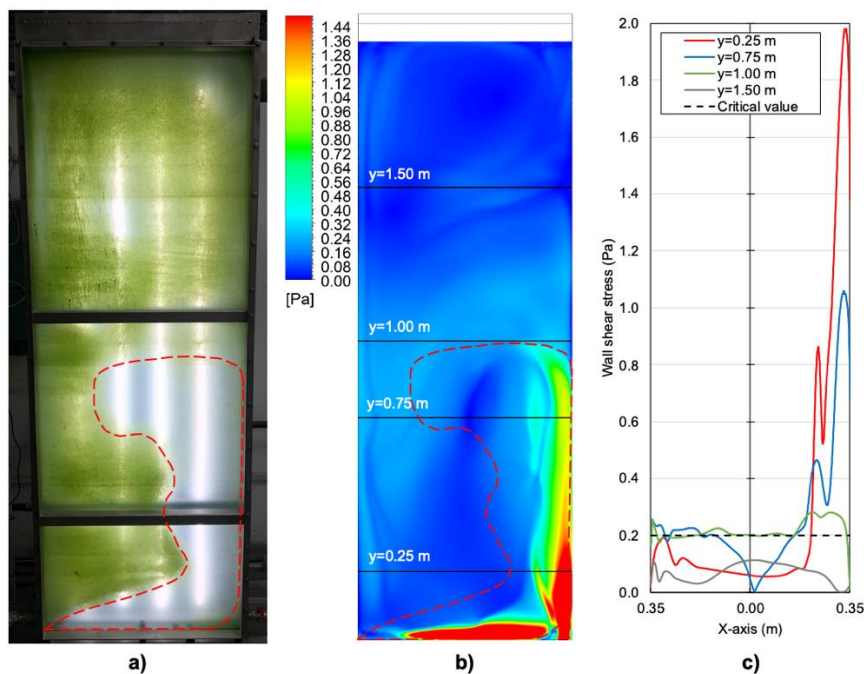 1.44
1.36
1.28
1.20
1.12
1.04
0.96
0.88
0.80
0.72
0.64
0.56
0.48
0.40
0.32
0.24
0.16
0.08
0.00
[Pa]
y=1.50 m
y=1.00 m
y=0.75 m
y=0.25 m
2.0
1.8
1.6
1.4
1.2
1.0
0.8
0.6
0.4
0.2
0.0
Wall shear stress (Pa)
y=0.25 m
y=0.75 m
y=1.00 m
y=1.50 m
Critical value
0.35 0.00 0.35
X-axis (m)
a) b) c)